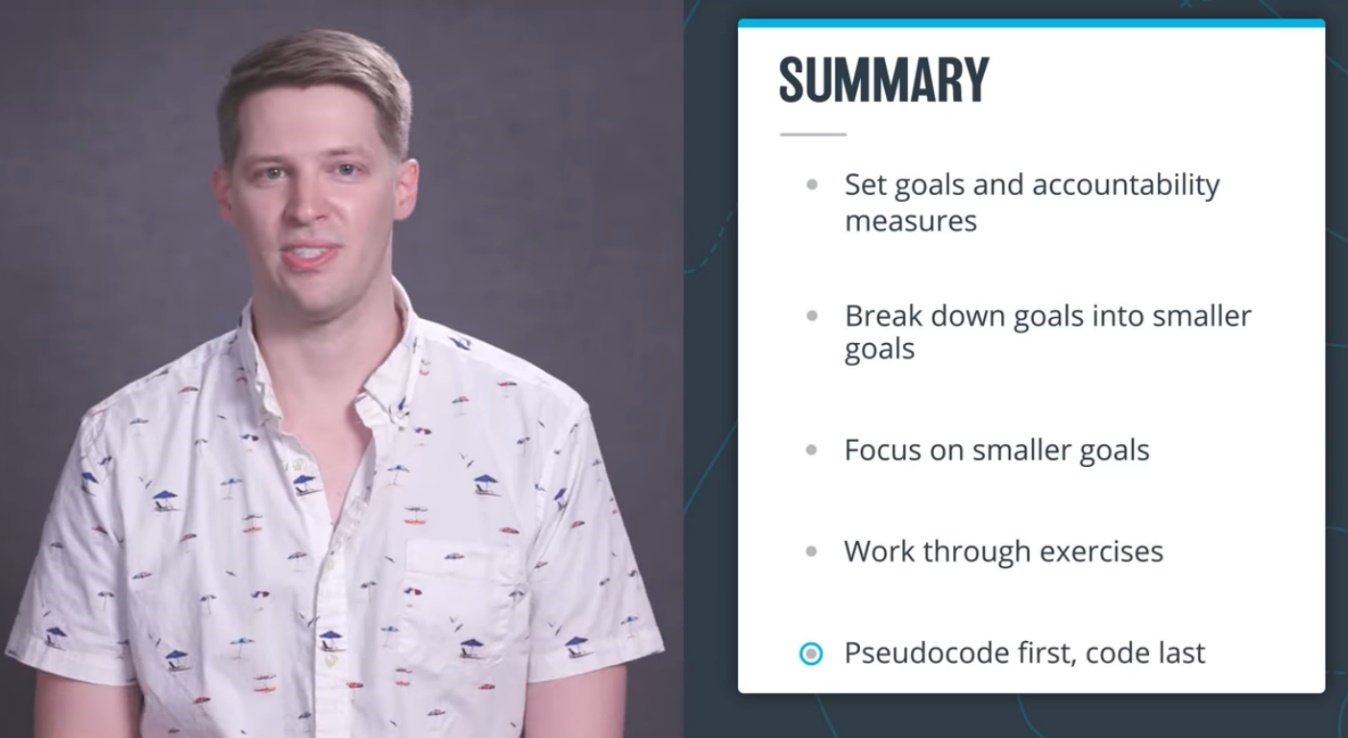 SUMMARY
Set goals and accountability
measures
Break down goals into smaller
goals
Focus on smaller goals
Work through exercises
Pseudocode first, code last